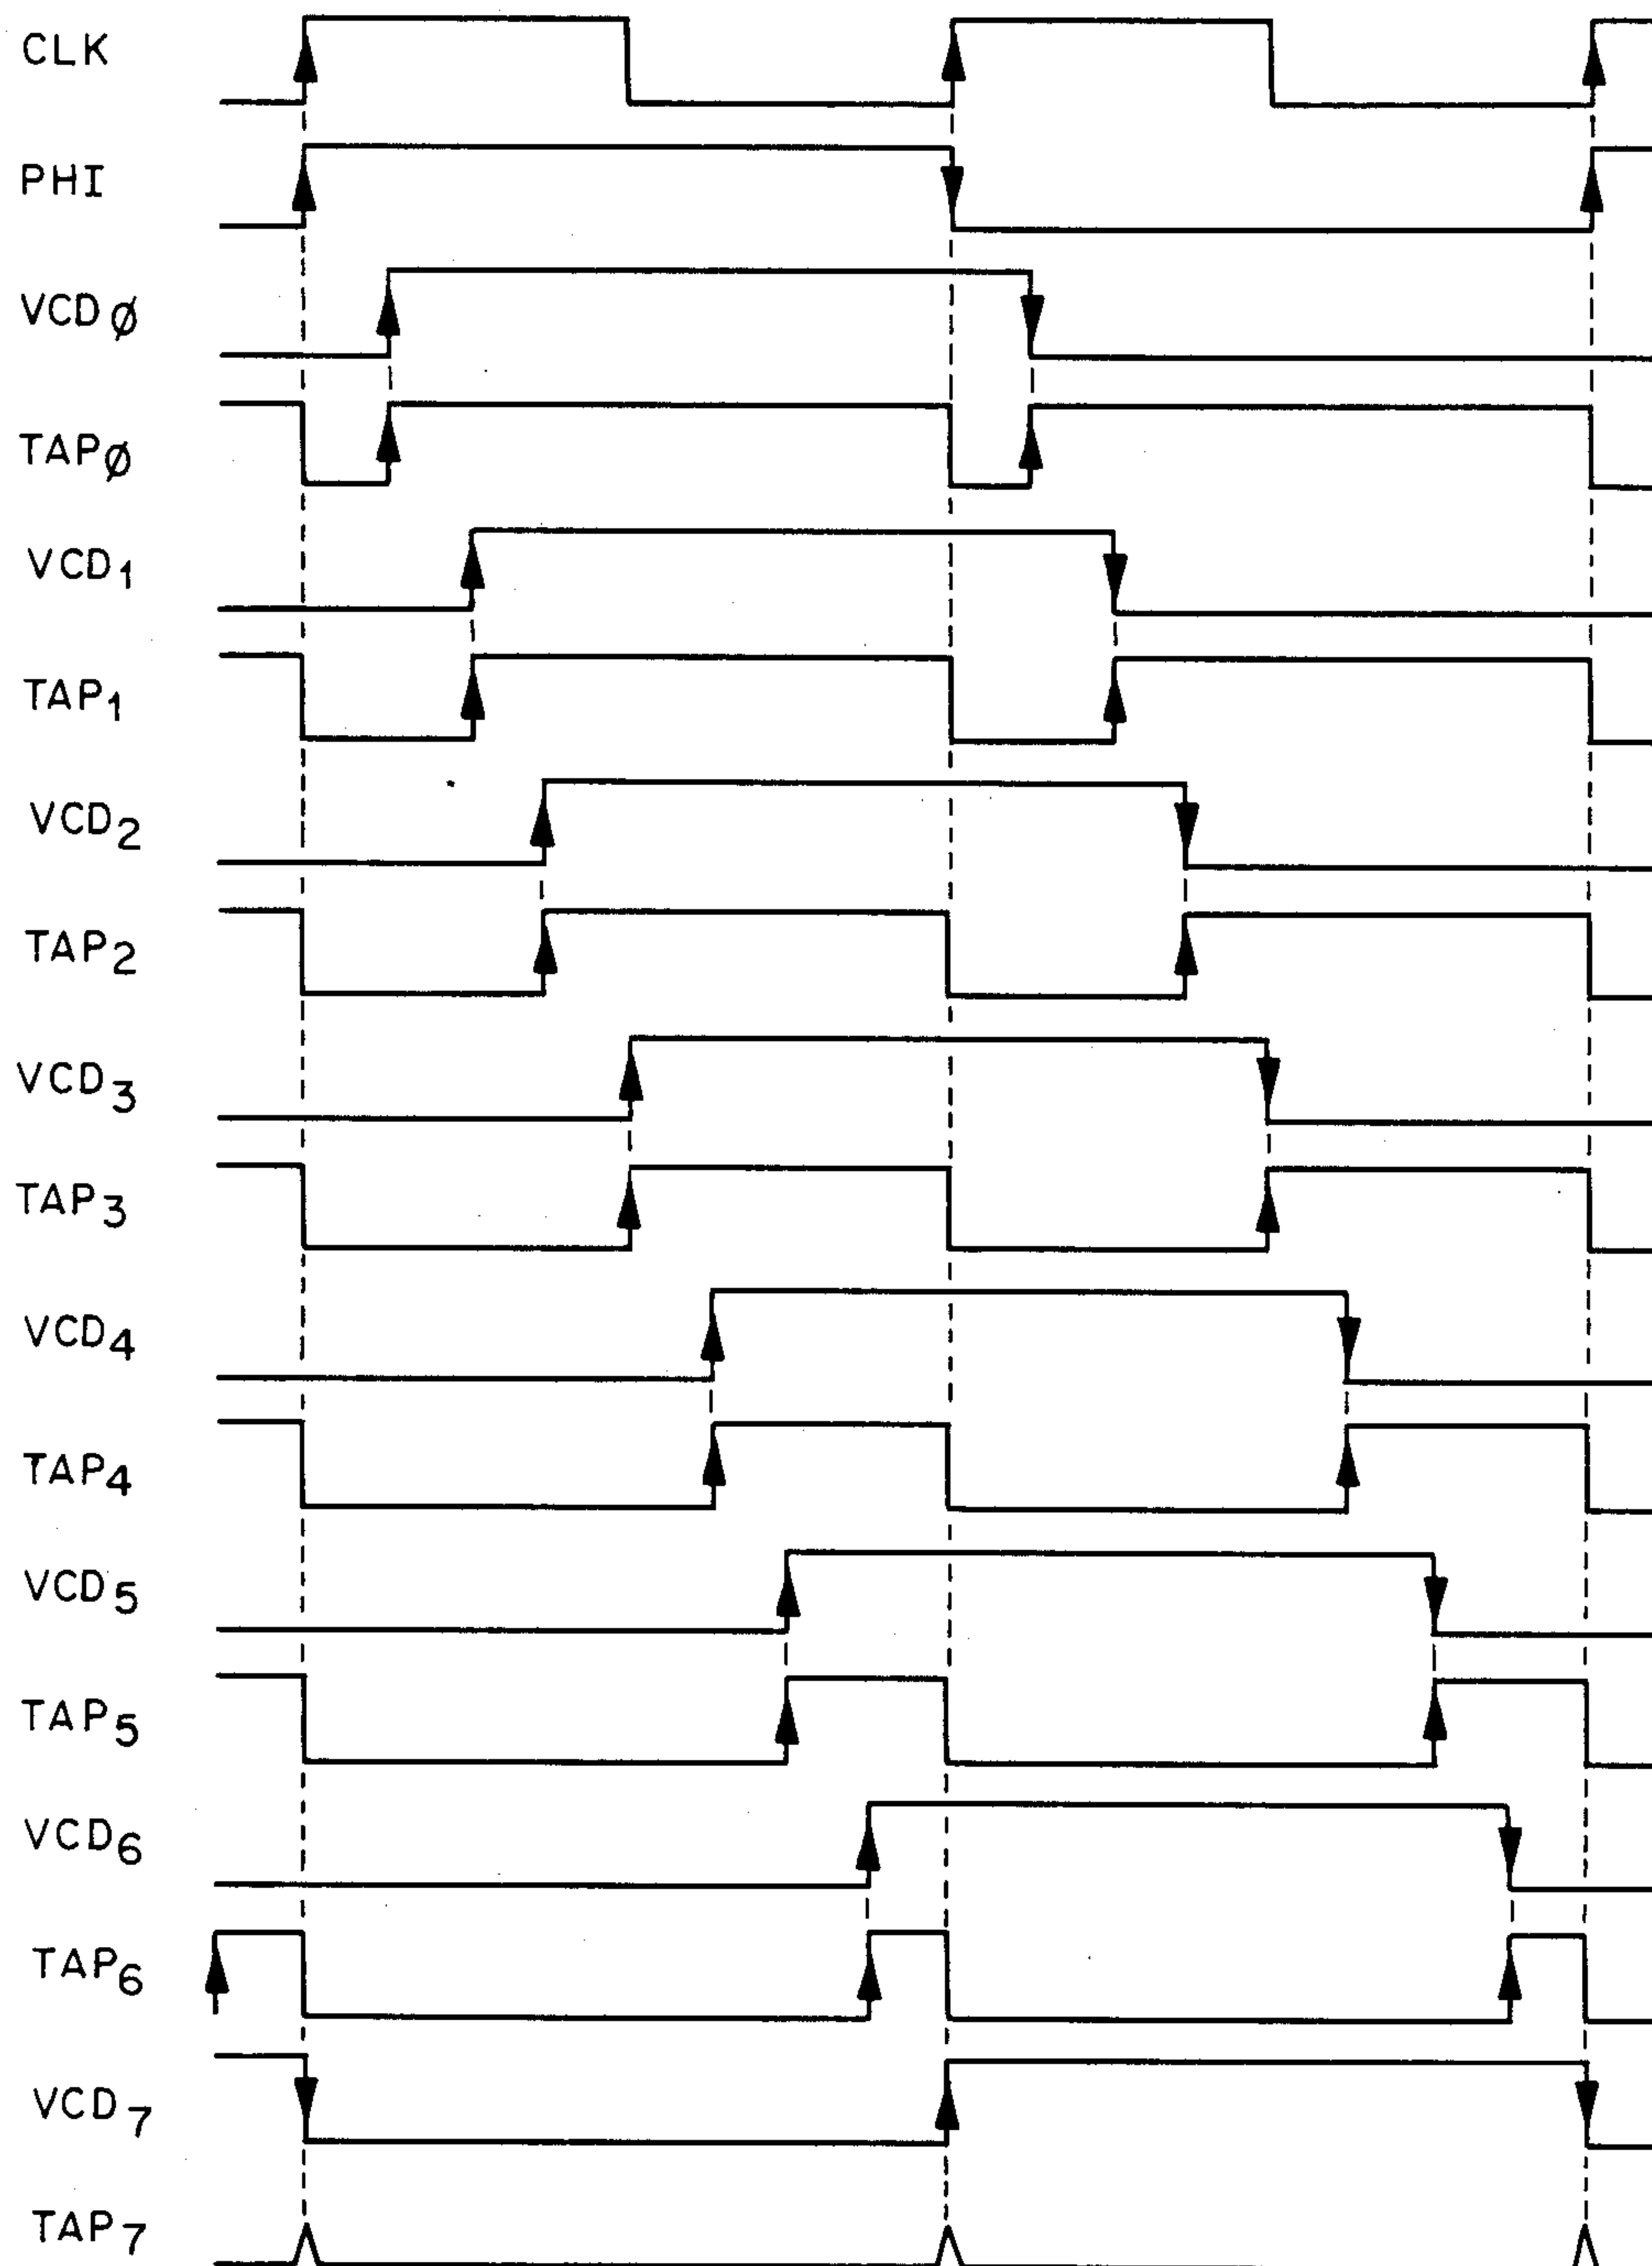 CLK
PHI
VCDø
TAPø
VCD1
TAP1
VCD2
TAP2
VCD3
TAP3
VCD4
TAP4
VCD5
TAP5
VCD6
TAP6
VCD7
TAP7